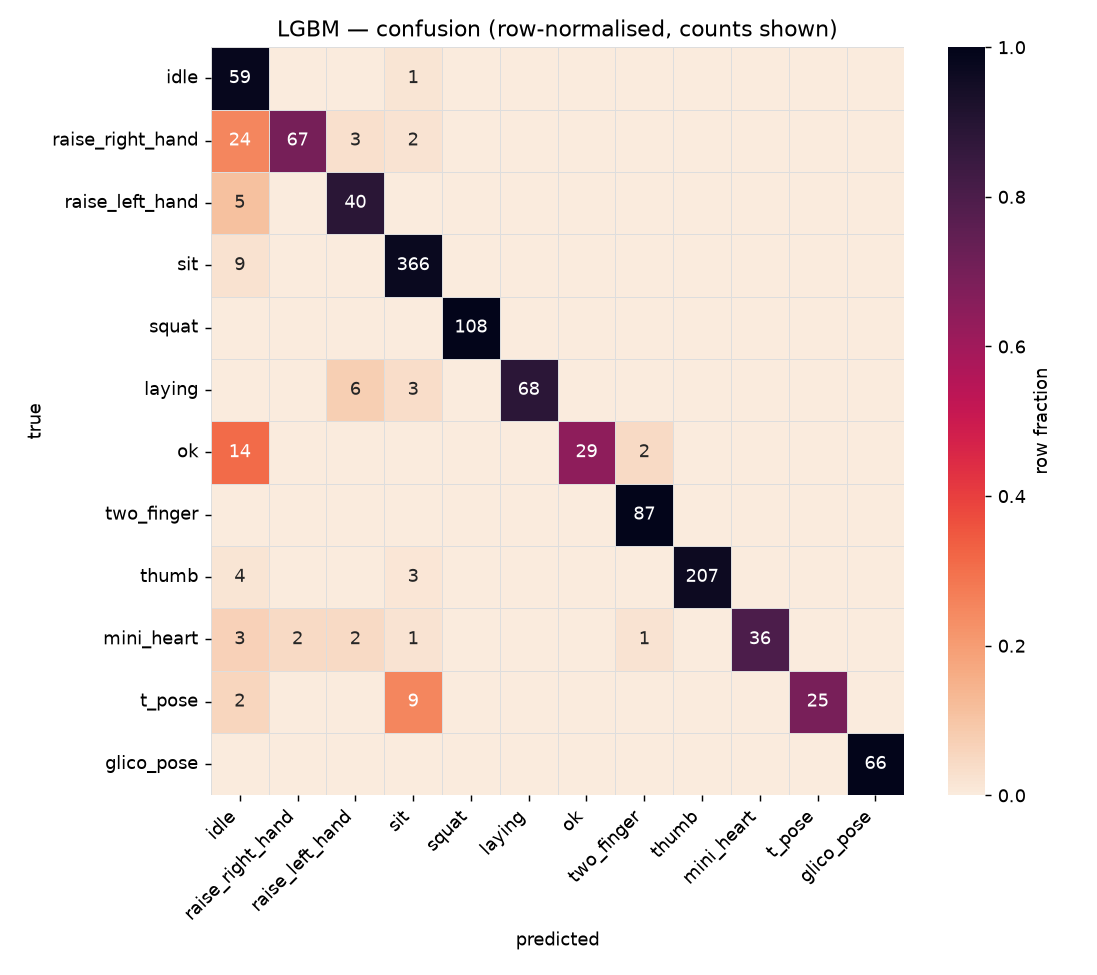 LGBM — confusion (row-normalised, counts shown)
true
idle 59 1
raise_right_hand 24 67 3 2
raise_left_hand 5 40
sit 9 366
squat 108
laying 6 3 68
ok 14 29 2
two_finger 87
thumb 4 3 207
mini_heart 3 2 2 1 1 36
t_pose 2 9 25
glico_pose 66
idle raise_right_hand raise_left_hand sit squat laying ok two_finger thumb mini_heart t_pose glico_pose
predicted
1.0
0.8
0.6
0.4
0.2
0.0
row fraction